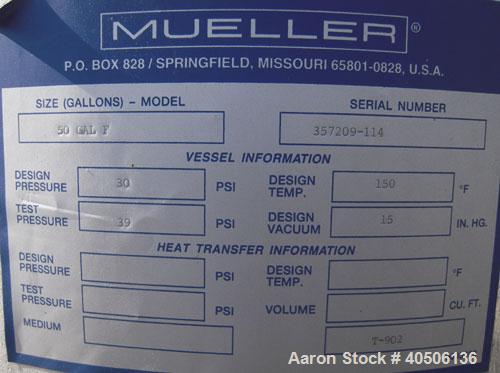 MUELLER®
P.O. BOX 828 / SPRINGFIELD, MISSOURI 65801-0828, U.S.A.
SIZE (GALLONS) – MODEL SERIAL NUMBER
50 GAL F 357209-114
VESSEL INFORMATION
DESIGN PRESSURE 30 PSI DESIGN TEMP. 150 °F
TEST PRESSURE 39 PSI DESIGN VACUUM 15 IN. HG.
HEAT TRANSFER INFORMATION
DESIGN PRESSURE PSI DESIGN TEMP. °F
TEST PRESSURE PSI VOLUME CU. FT.
MEDIUM T-902
Aaron Stock # 40506136